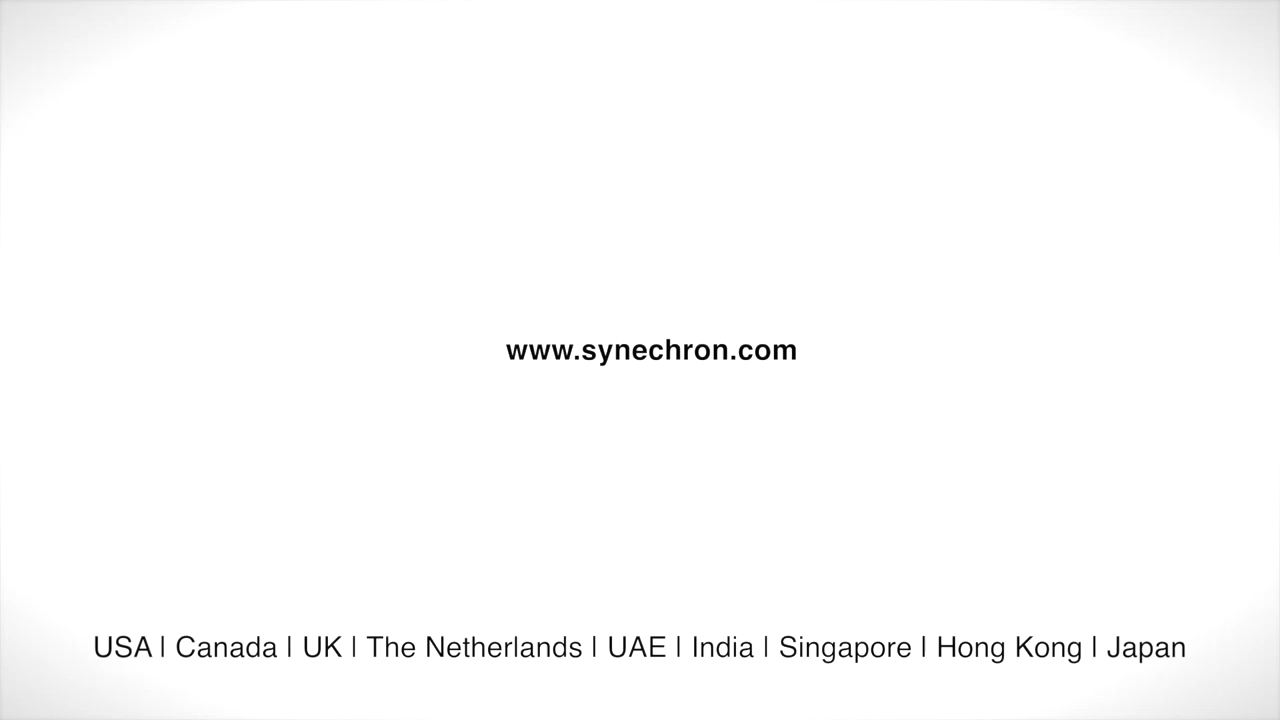 www.synechron.com
USA | Canada | UK | The Netherlands | UAE | India | Singapore | Hong Kong | Japan